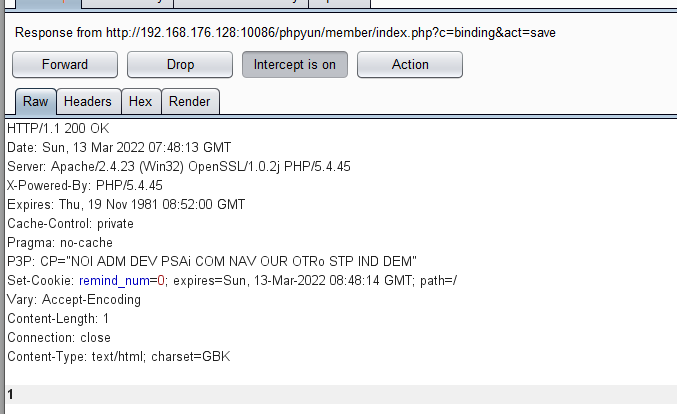 Response from http://192.168.176.128:10086/phpyun/member/index.php?c=binding&act=save
Forward Drop Intercept is on Action
Raw Headers Hex Render
HTTP/1.1 200 OK
Date: Sun, 13 Mar 2022 07:48:13 GMT
Server: Apache/2.4.23 (Win32) OpenSSL/1.0.2j PHP/5.4.45
X-Powered-By: PHP/5.4.45
Expires: Thu, 19 Nov 1981 08:52:00 GMT
Cache-Control: private
Pragma: no-cache
P3P: CP="NOI ADM DEV PSAi COM NAV OUR OTRo STP IND DEM"
Set-Cookie: remind_num=0; expires=Sun, 13-Mar-2022 08:48:14 GMT; path=/
Vary: Accept-Encoding
Content-Length: 1
Connection: close
Content-Type: text/html; charset=GBK
1